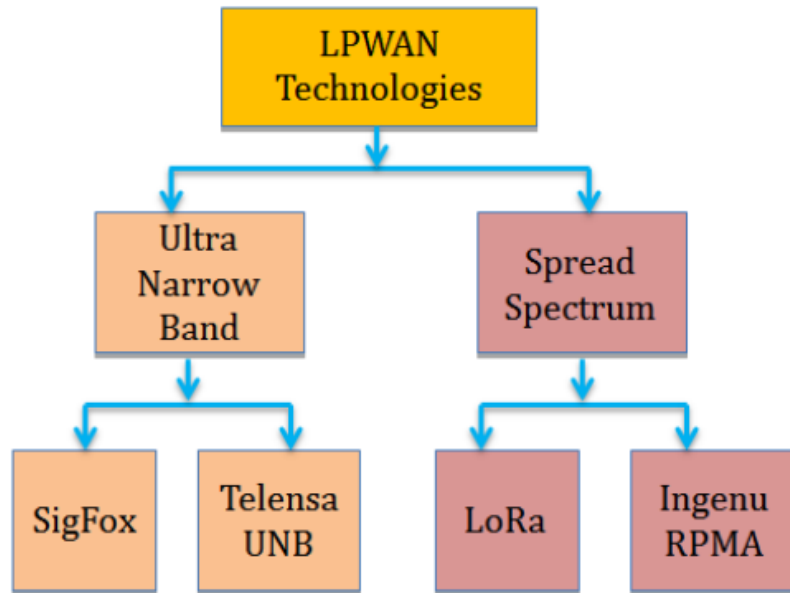 LPWAN
Technologies
Ultra
Narrow
Band
Spread
Spectrum
SigFox
Telensa
UNB
LoRa
Ingenu
RPMA